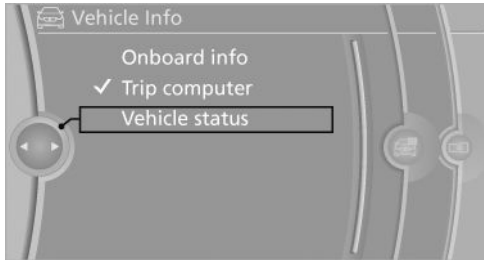 Vehicle Info
Onboard info
Trip computer
Vehicle status